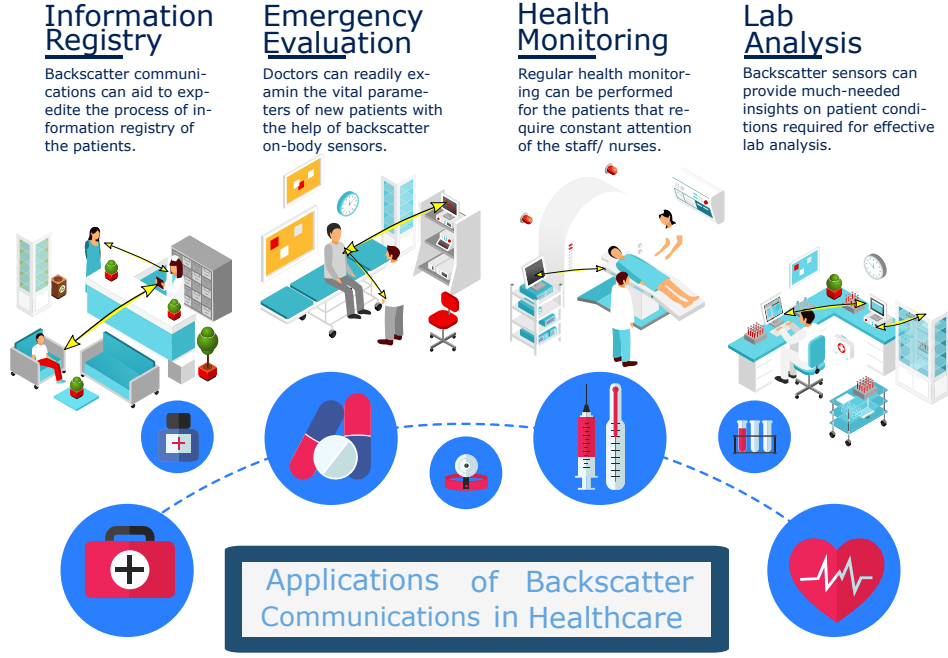 Information
Registry
Backscatter communi-
cations can aid to exp-
edite the process of in-
formation registry of
the patients.
Emergency
Evaluation
Doctors can readily ex-
amin the vital parame-
ters of new patients with
the help of backscatter
on-body sensors.
Health
Monitoring
Regular health monitor-
ing can be performed
for the patients that re-
quire constant attention
of the staff/ nurses.
Lab
Analysis
Backscatter sensors can
provide much-needed
insights on patient condi-
tions required for effective
lab analysis.
Applications of Backscatter
Communications in Healthcare